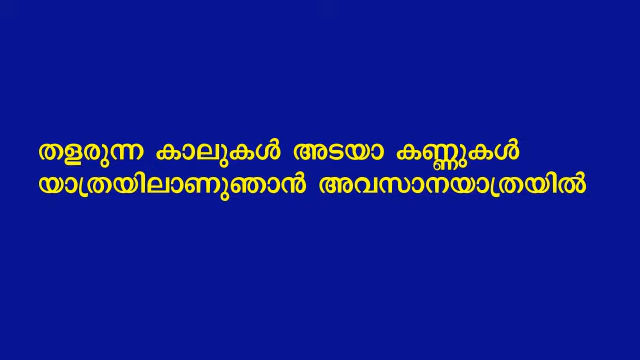 തളരുന്ന കാലുകൾ അടയാ കണ്ണുകൾ
യാത്രയിലാണുഞാൻ അവസാനയാത്രയിൽ